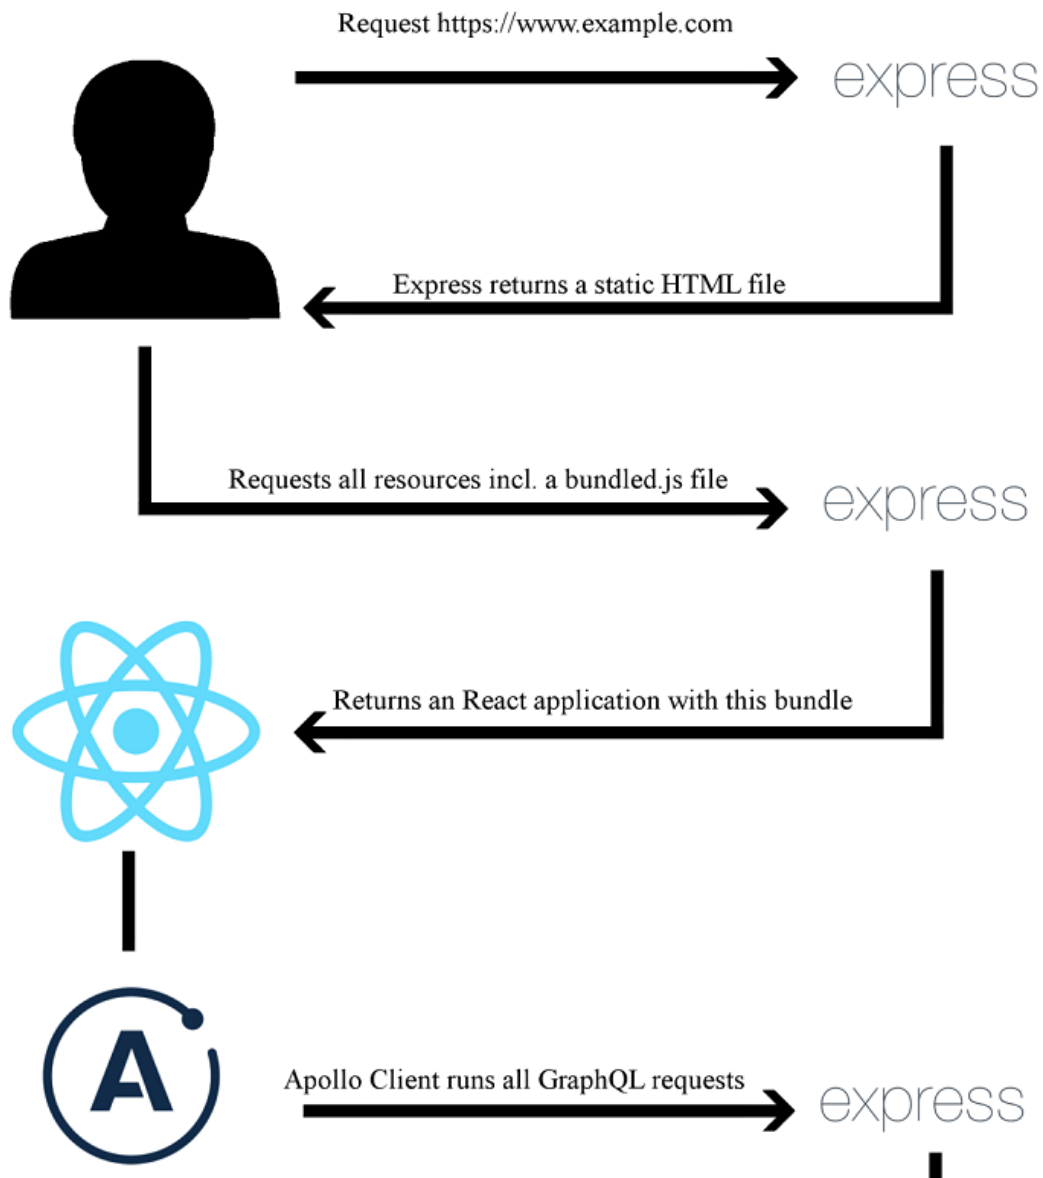 Request https://www.example.com
express
Express returns a static HTML file
Requests all resources incl. a bundled.js file
express
Returns an React application with this bundle
A
Apollo Client runs all GraphQL requests
express